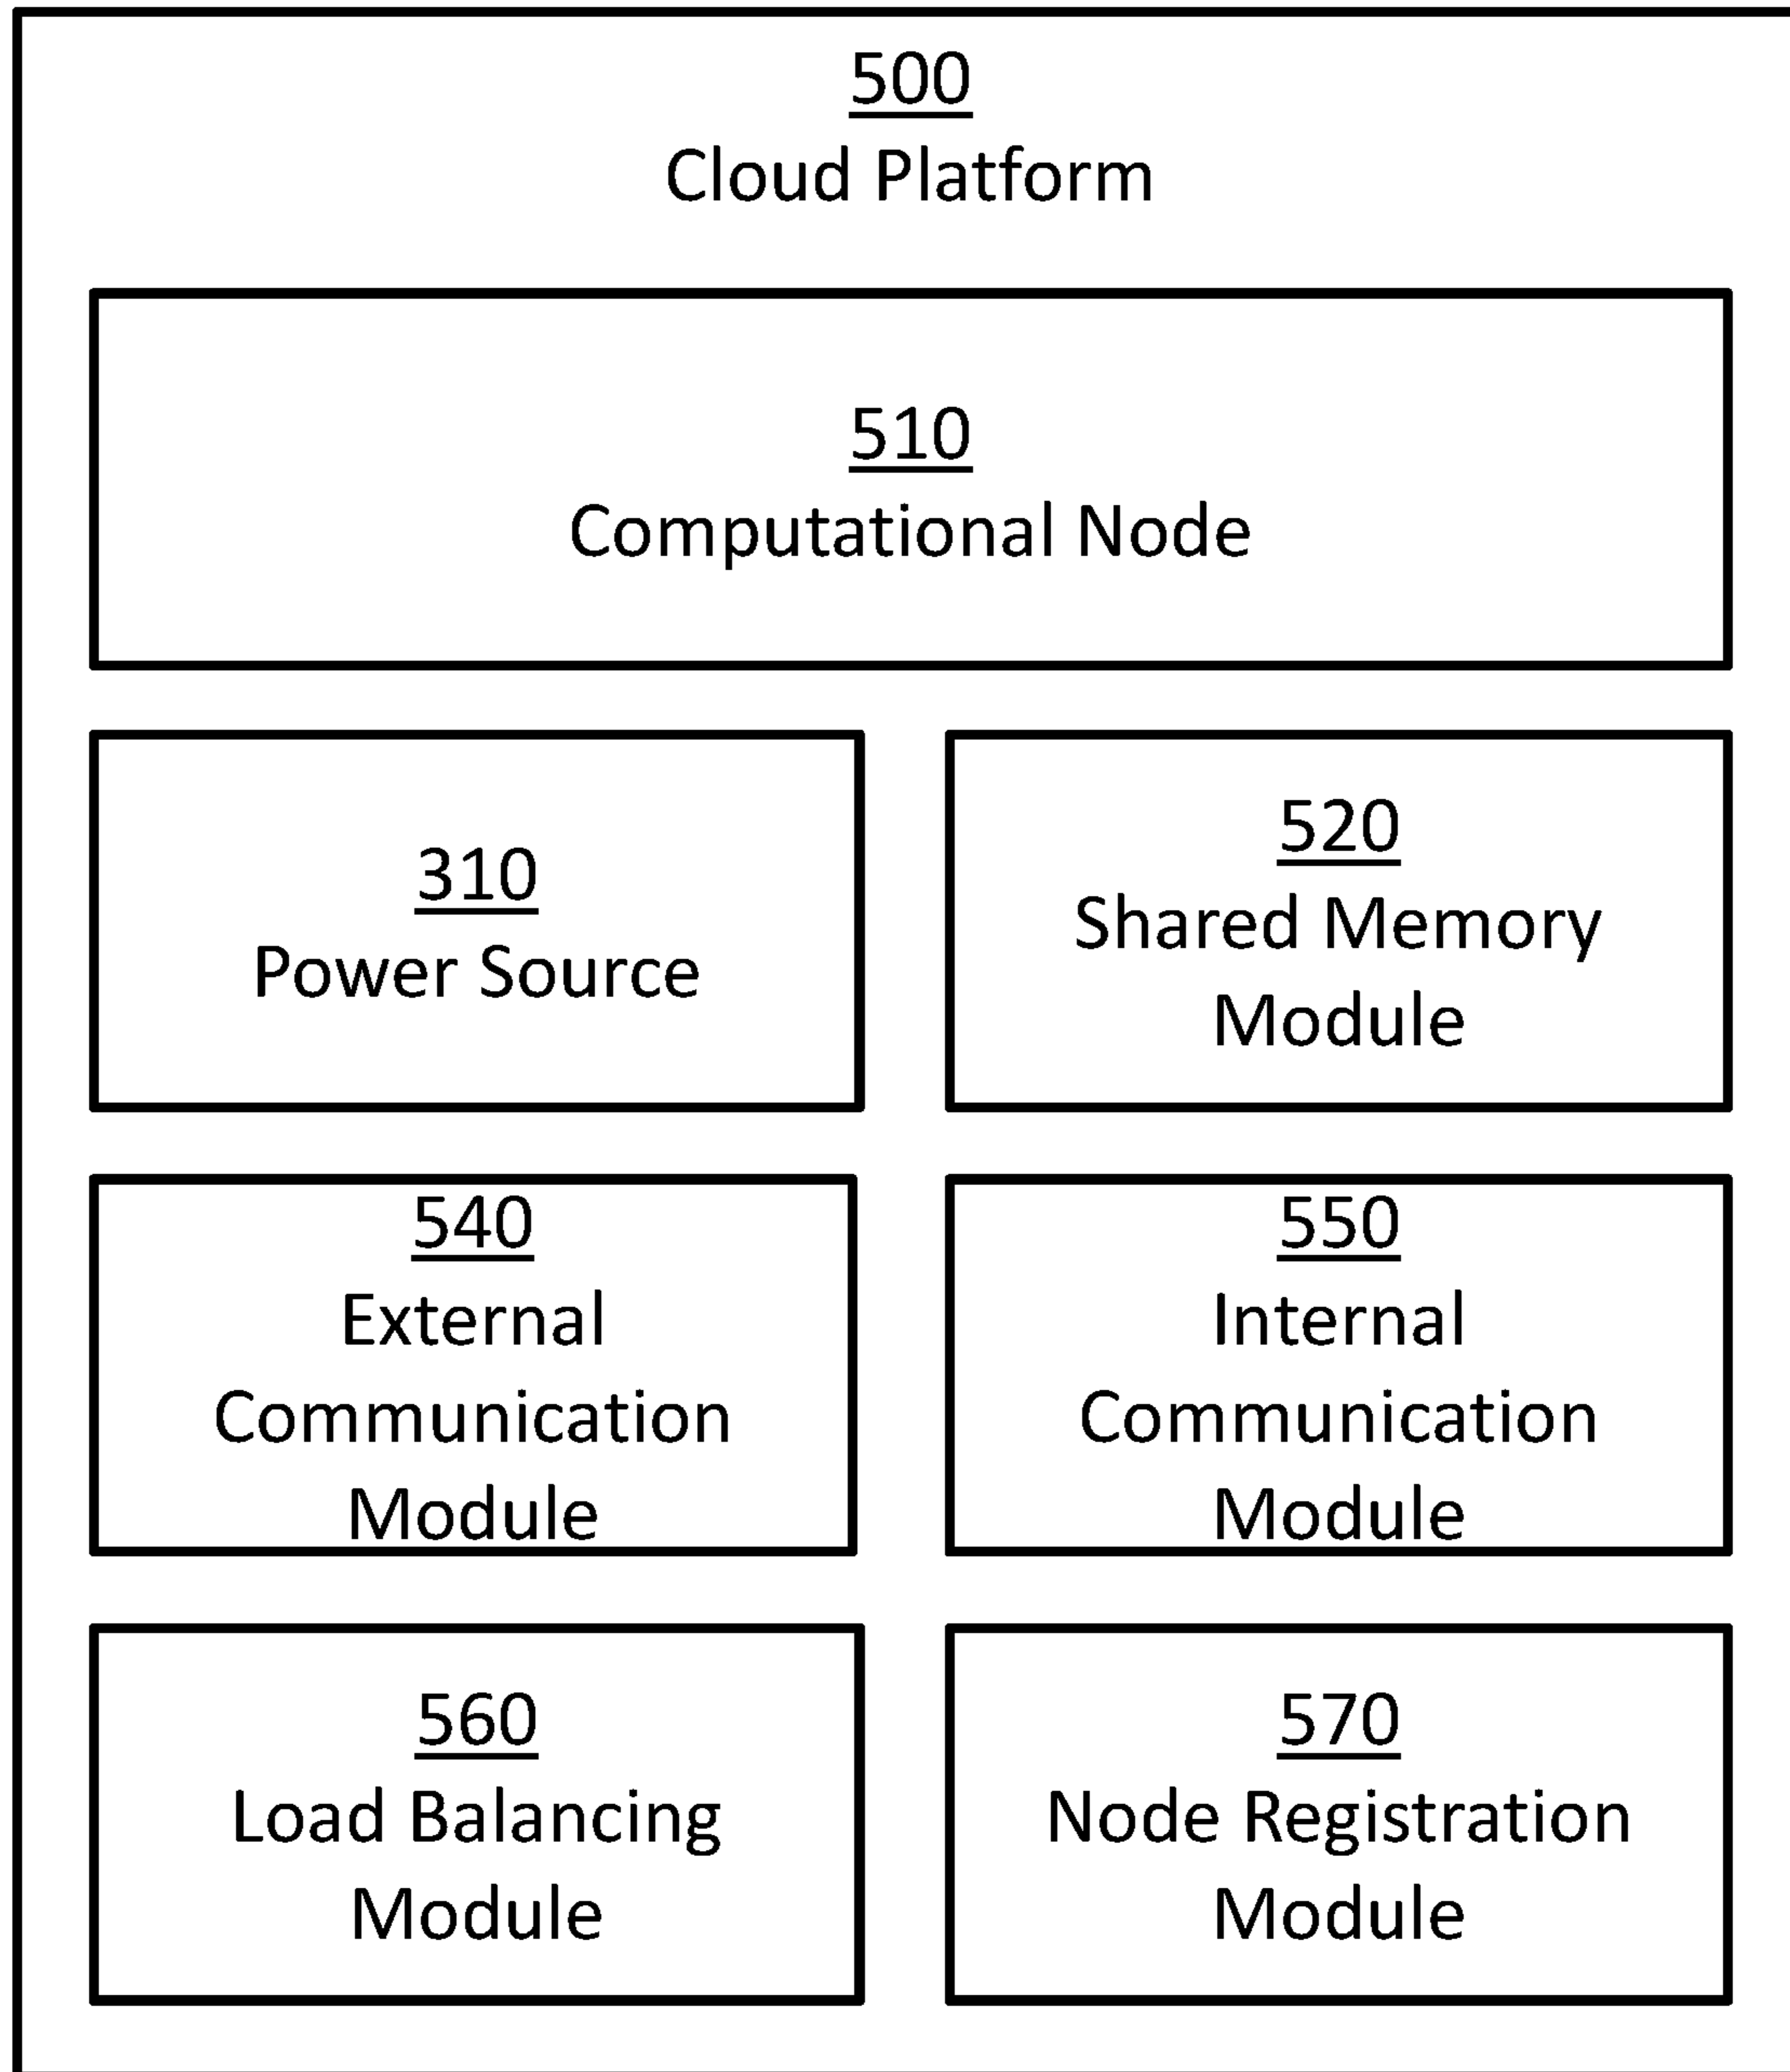 500
Cloud Platform
510
Computational Node
310
Power Source
520
Shared Memory
Module
540
External
Communication
Module
550
Internal
Communication
Module
560
Load Balancing
Module
570
Node Registration
Module